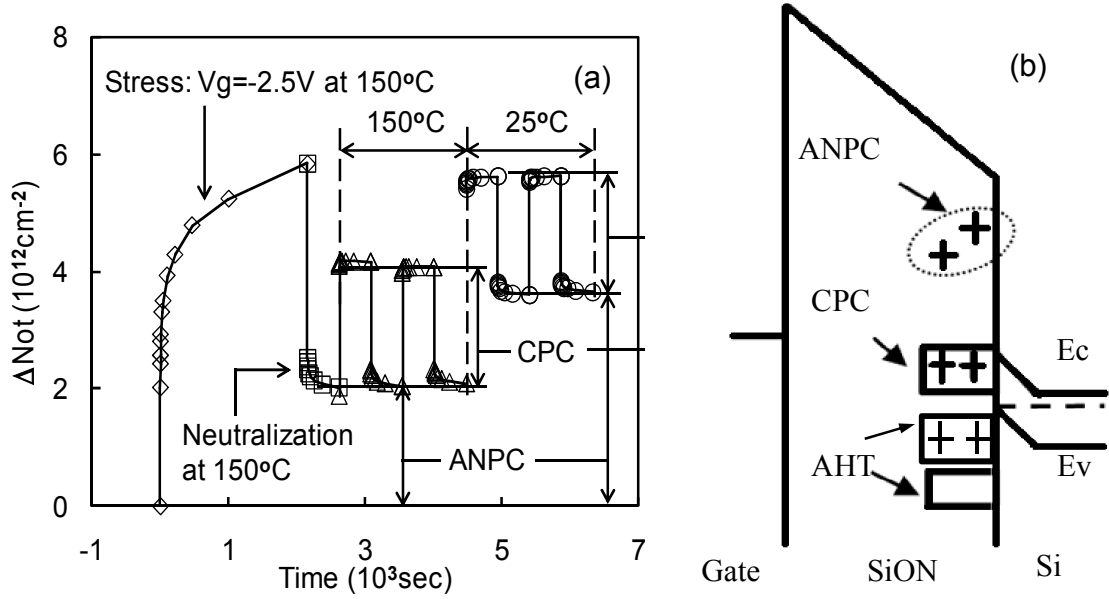 (a)
Stress: Vg=-2.5V at 150ºC
150ºC
25ºC
Neutralization
at 150ºC
CPC
ANPC
8
6
4
2
0
ΔNot (10¹²cm⁻²)
-1
1
3
5
7
Time (10³sec)
(b)
ANPC
CPC
AHT
Ec
Ev
Gate
SiON
Si